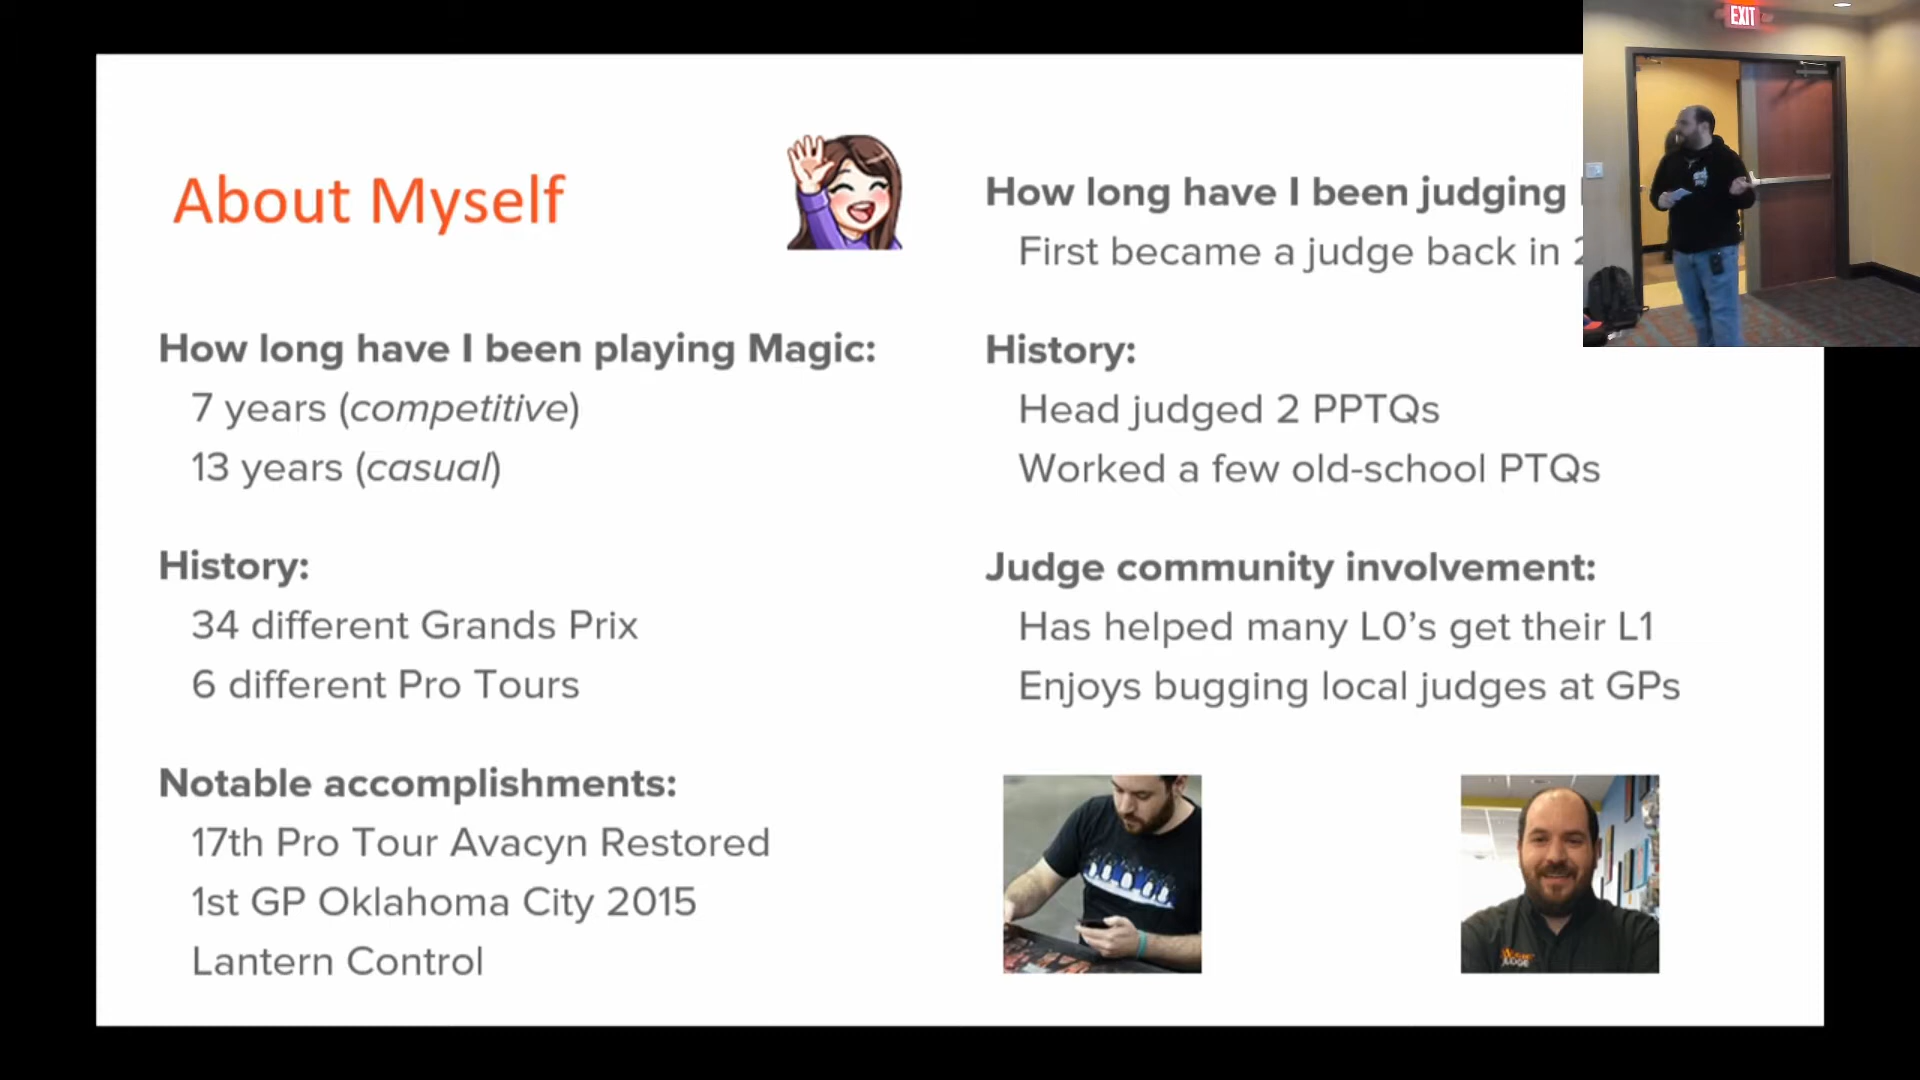 EXIT
About Myself
How long have I been playing Magic:
7 years (competitive)
13 years (casual)
History:
34 different Grands Prix
6 different Pro Tours
Notable accomplishments:
17th Pro Tour Avacyn Restored
1st GP Oklahoma City 2015
Lantern Control
How long have I been judging
First became a judge back in
History:
Head judged 2 PPTQs
Worked a few old-school PTQs
Judge community involvement:
Has helped many L0's get their L1
Enjoys bugging local judges at GPs
JUDGE